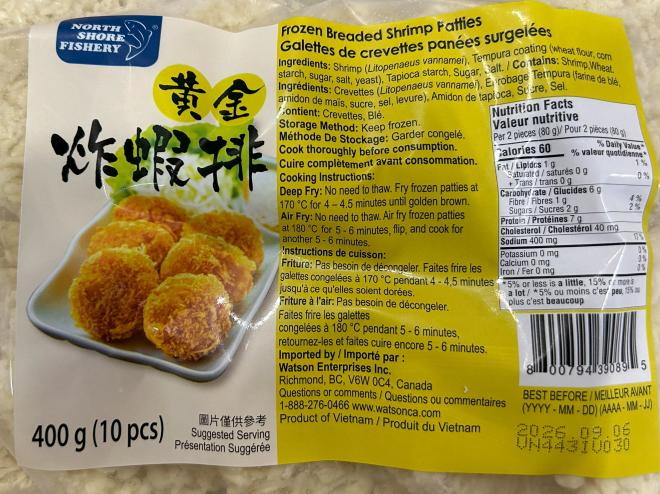 NORTH
SHORE
FISHERY
黃金
炸蝦排
400 g (10 pcs)
圖片僅供參考
Suggested Serving
Présentation Suggérée
Frozen Breaded Shrimp Patties
Galettes de crevettes panées surgelées
Ingredients: Shrimp (Litopenaeus vannamei), Tempura coating (wheat flour, corn
starch, sugar, salt, yeast), Tapioca starch, Sugar, Salt. / Contains: Shrimp,Wheat.
Ingrédients: Crevettes (Litopenaeus vannamei), Enrobage Tempura (farine de blé,
amidon de maïs, sucre, sel, levure), Amidon de tapioca, Sucre, Sel.
Contient: Crevettes, Blé.
Storage Method: Keep frozen.
Méthode De Stockage: Garder congelé.
Cook thoroughly before consumption.
Cuire complètement avant consommation.
Cooking Instructions:
Deep Fry: No need to thaw. Fry frozen patties at
170 °C for 4 – 4.5 minutes until golden brown.
Air Fry: No need to thaw. Air fry frozen patties
at 180 °C for 5 - 6 minutes, flip, and cook for
another 5 - 6 minutes.
Instructions de cuisson:
Friture: Pas besoin de décongeler. Faites frire les
galettes congelées à 170 °C pendant 4 - 4,5 minutes
jusqu'à ce qu'elles soient dorées.
Friture à l'air: Pas besoin de décongeler.
Faites frire les galettes
congelées à 180 °C pendant 5 - 6 minutes,
retournez-les et faites cuire encore 5 - 6 minutes.
Imported by / Importé par :
Watson Enterprises Inc.
Richmond, BC, V6W 0C4, Canada
Questions or comments / Questions ou commentaires
1-888-276-0466 www.watsonca.com
Product of Vietnam / Produit du Vietnam
Nutrition Facts
Valeur nutritive
Per 2 pieces (80 g)/ Pour 2 pièces (80 g)
Calories 60
% Daily Value*
% valeur quotidienne*
Fat / Lipides 1 g 1 %
Saturated / saturés 0 g
+ Trans / trans 0 g 0 %
Carbohydrate / Glucides 6 g
Fibre / Fibres 1 g 4 %
Sugars / Sucres 2 g 2 %
Protein / Protéines 7 g
Cholesterol / Cholestérol 40 mg
Sodium 400 mg
Potassium 0 mg 0 %
Calcium 0 mg 0 %
Iron / Fer 0 mg 0 %
*5% or less is a little, 15% or more is
a lot / *5% ou moins c'est peu, 15% ou
plus c'est beaucoup
8 00794 39089 5
BEST BEFORE / MEILLEUR AVANT
(YYYY - MM - DD) (AAAA - MM - JJ)
2026.09.06
VN4431V030